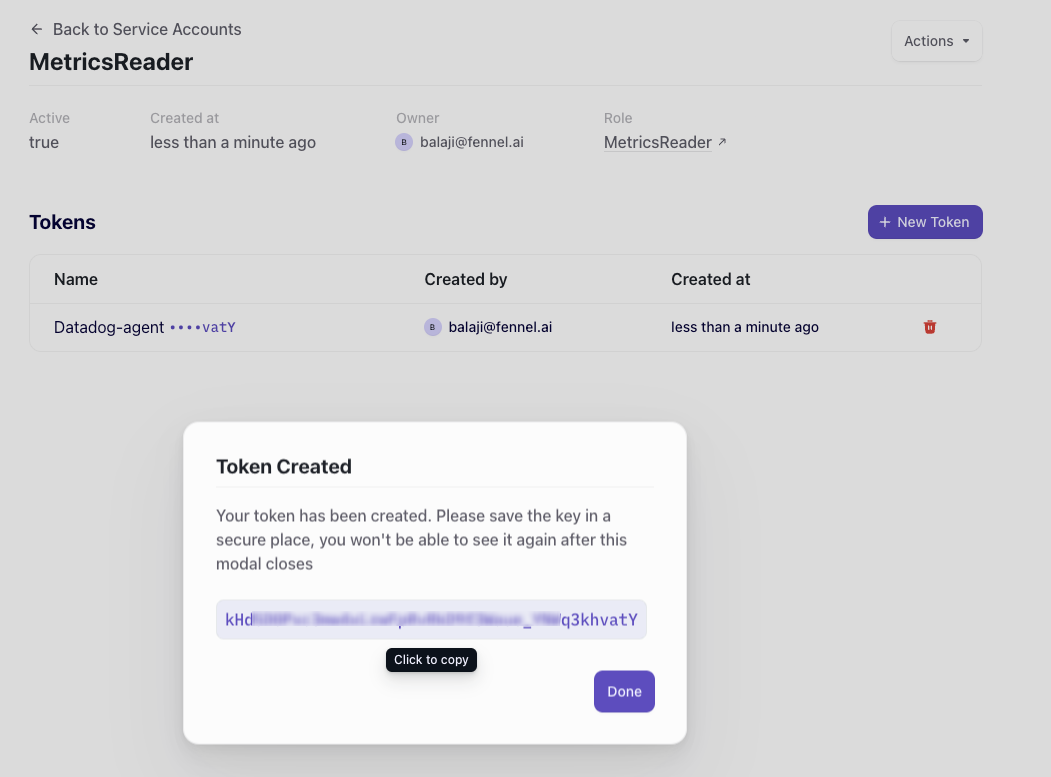 ← Back to Service Accounts
Actions
MetricsReader
Active
Created at
Owner
Role
true
less than a minute ago
B balaji@fennel.ai
MetricsReader ↗
Tokens
+ New Token
Name
Created by
Created at
Datadog-agent ••••vatY
B balaji@fennel.ai
less than a minute ago
Token Created
Your token has been created. Please save the key in a
secure place, you won't be able to see it again after this
modal closes
kHd
q3khvatY
Click to copy
Done